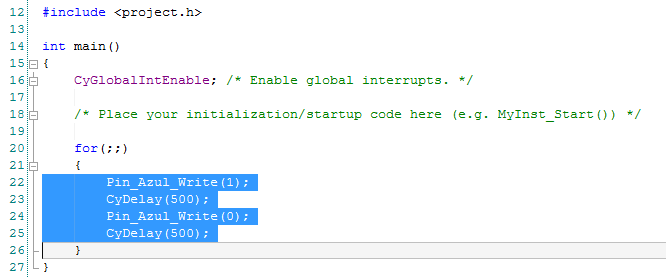 12 #include <project.h>
13
14 int main()
15 {
16     CyGlobalIntEnable; /* Enable global interrupts. */
17
18     /* Place your initialization/startup code here (e.g. MyInst_Start()) */
19
20     for(;;)
21     {
22         Pin_Azul_Write(1);
23         CyDelay(500);
24         Pin_Azul_Write(0);
25         CyDelay(500);
26     }
27 }